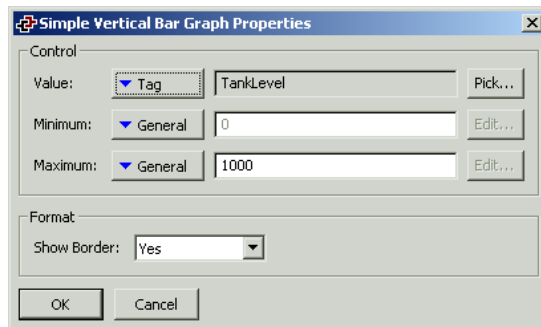 Simple Vertical Bar Graph Properties
Control
Value: Tag TankLevel Pick...
Minimum: General 0 Edit...
Maximum: General 1000 Edit...
Format
Show Border: Yes
OK Cancel